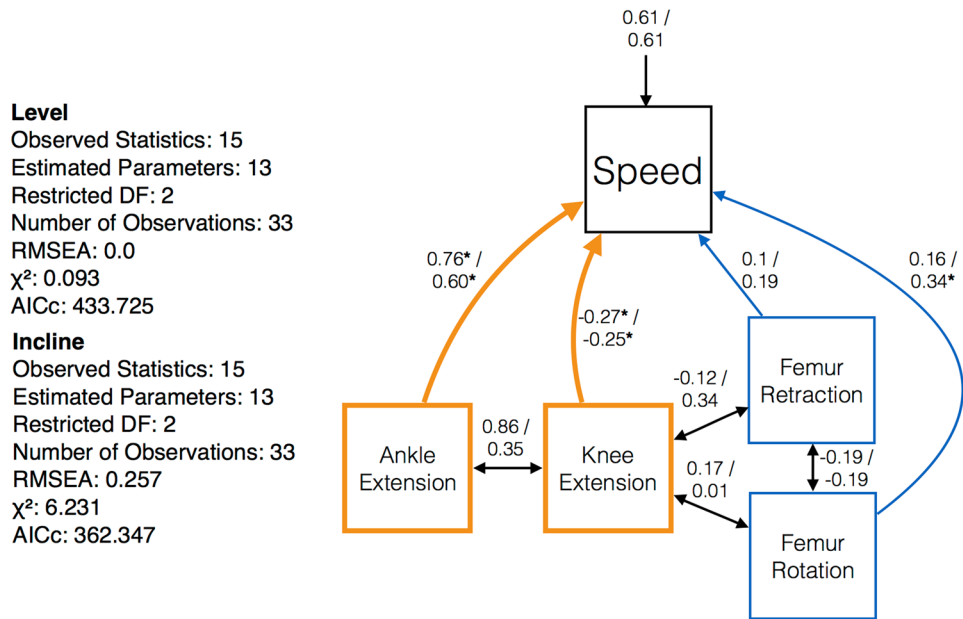 Level
Observed Statistics: 15
Estimated Parameters: 13
Restricted DF: 2
Number of Observations: 33
RMSEA: 0.0
χ²: 0.093
AICc: 433.725
Incline
Observed Statistics: 15
Estimated Parameters: 13
Restricted DF: 2
Number of Observations: 33
RMSEA: 0.257
χ²: 6.231
AICc: 362.347
0.61 /
0.61
Speed
0.76* /
0.60*
-0.27* /
-0.25*
0.1 /
0.19
0.16 /
0.34*
Ankle
Extension
0.86 /
0.35
Knee
Extension
-0.12 /
0.34
0.17 /
0.01
Femur
Retraction
-0.19 /
-0.19
Femur
Rotation